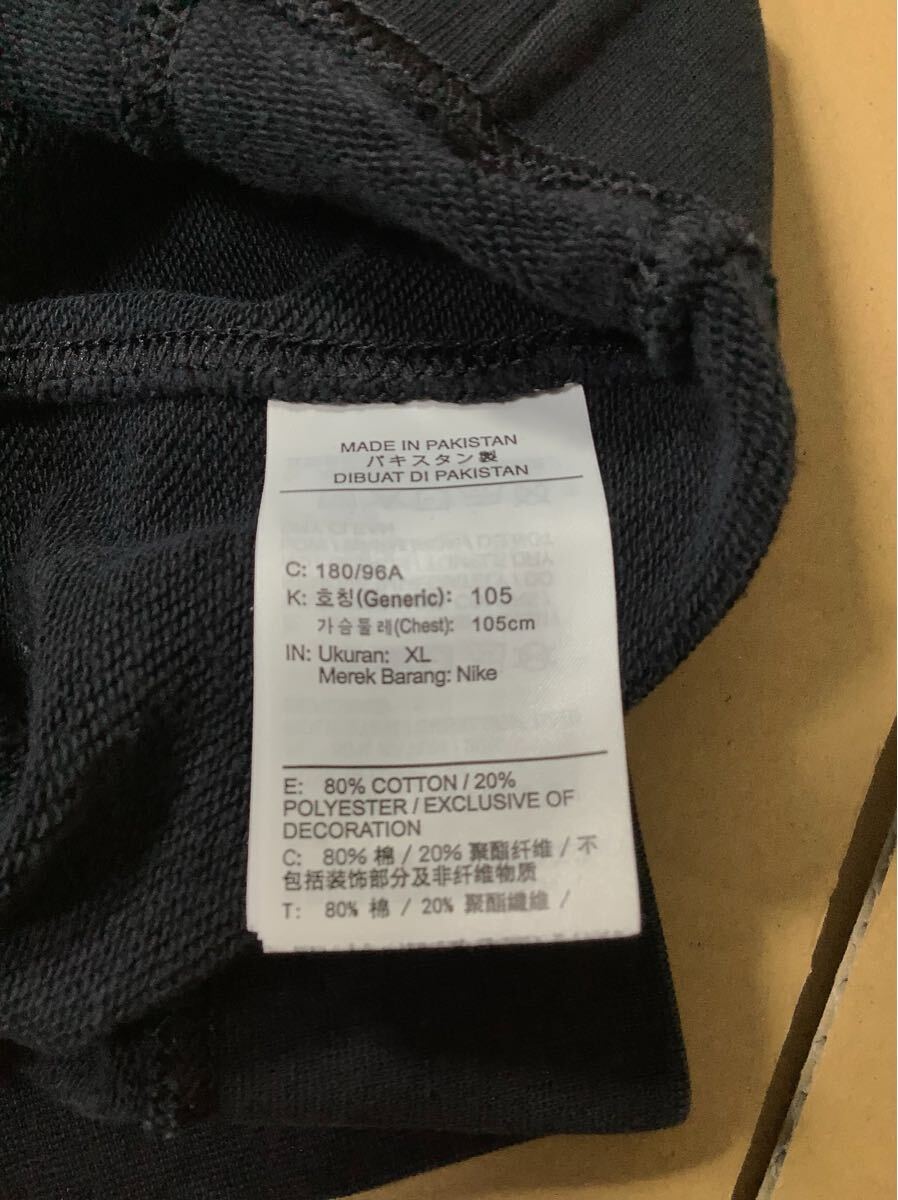 MADE IN PAKISTAN
パキスタン製
DIBUAT DI PAKISTAN
C: 180/96A
K: 호칭(Generic): 105
가슴둘레(Chest): 105cm
IN: Ukuran: XL
Merek Barang: Nike
E: 80% COTTON / 20%
POLYESTER / EXCLUSIVE OF
DECORATION
C: 80% 棉 / 20% 聚酯纤维 / 不
包括装饰部分及非纤维物质
T: 80% 棉 / 20% 聚酯纖維 /